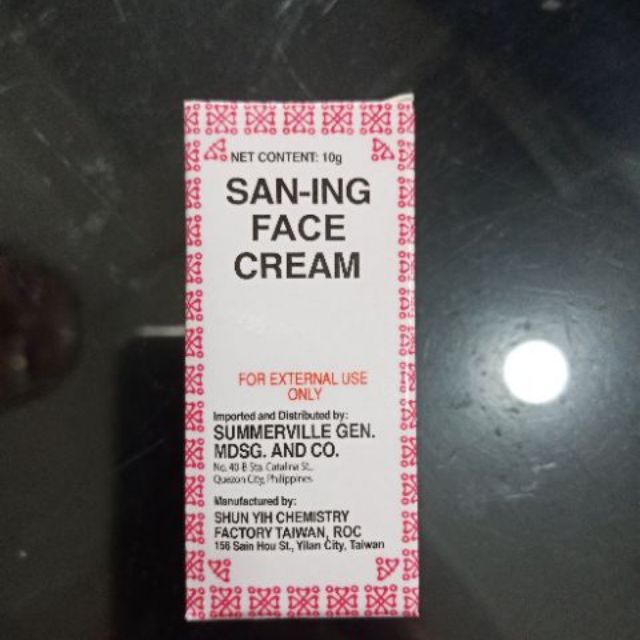 NET CONTENT: 10g
SAN-ING
FACE
CREAM
FOR EXTERNAL USE
ONLY
Imported and Distributed by:
SUMMERVILLE GEN.
MDSG. AND CO.
No. 40-B Sta. Catalina St.,
Quezon City, Philippines
Manufactured by:
SHUN YIH CHEMISTRY
FACTORY TAIWAN, ROC
156 Sain Hou St., Yilan City, Taiwan